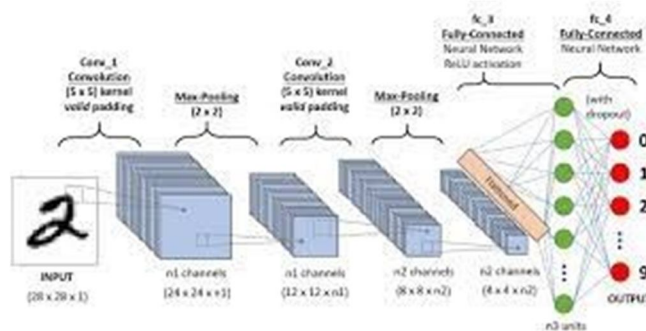 fc_3
Fully-Connected
Neural Network
ReLU activation
fc_4
Fully-Connected
Neural Network
Conv_1
Convolution
(5 x 5) kernel
valid padding
Max-Pooling
(2 x 2)
Conv_2
Convolution
(5 x 5) kernel
valid padding
Max-Pooling
(2 x 2)
(with
dropout)
Flattened
2
0
1
2
9
INPUT
(28 x 28 x 1)
n1 channels
(24 x 24 x n1)
n1 channels
(12 x 12 x n1)
n2 channels
(8 x 8 x n2)
n2 channels
(4 x 4 x n2)
OUTPUT
n3 units